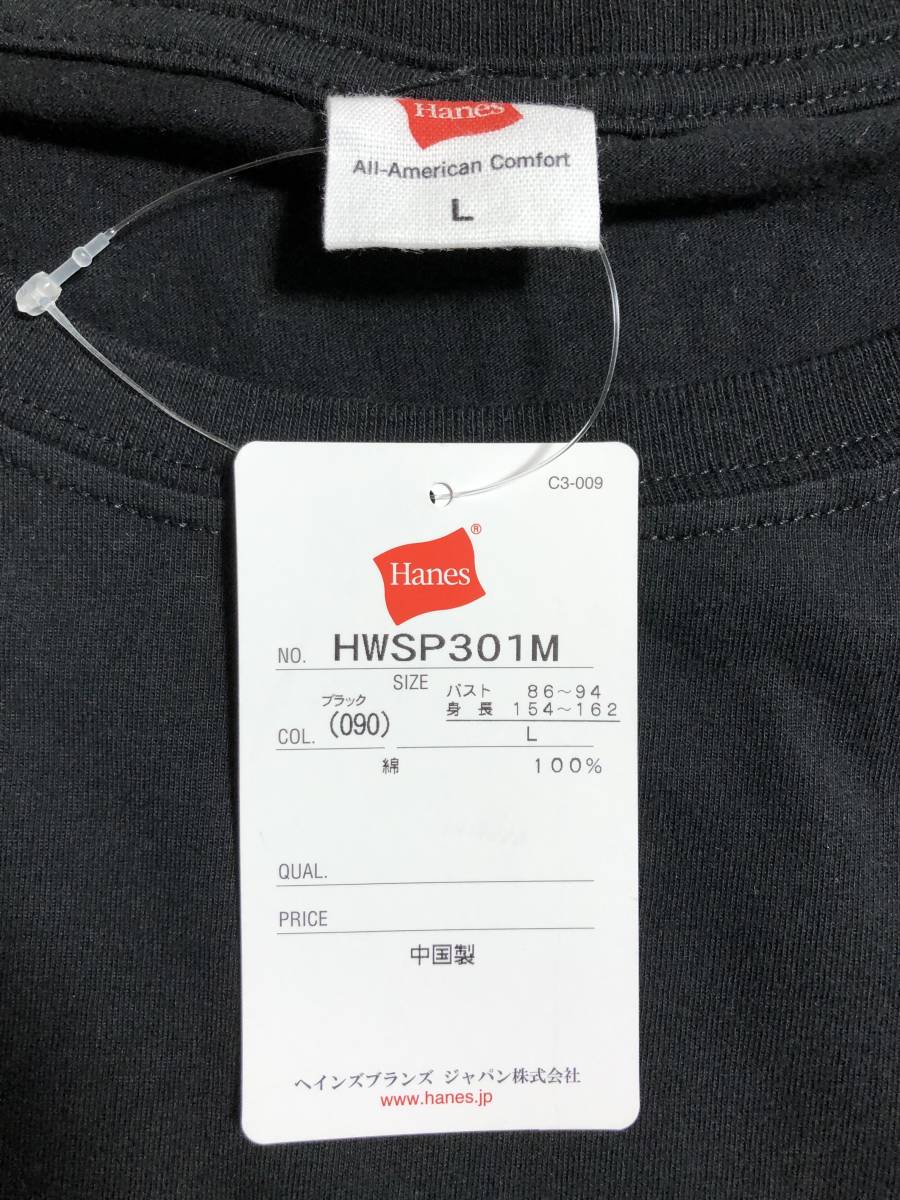 Hanes
All-American Comfort
L
C3-009
Hanes®
NO. HWSP301M
SIZE バスト 86～94
身長 154～162
ブラック
COL. (090) L
綿 100%
QUAL.
PRICE
中国製
ヘインズブランズ ジャパン株式会社
www.hanes.jp